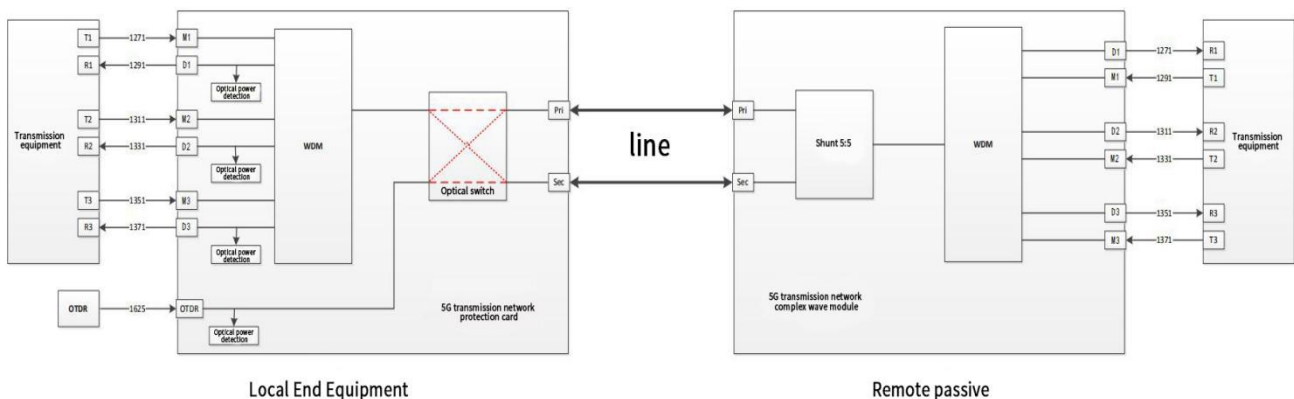 T1
1271
M1
R1
1291
D1
Optical power
detection
T2
1311
M2
Transmission
equipment
R2
1331
D2
Optical power
detection
T3
1351
M3
R3
1371
D3
Optical power
detection
OTDR
1625
OTDR
Optical power
detection
WDM
Optical switch
Pri
Sec
5G transmission network
protection card
line
Pri
Sec
Shunt 5:5
WDM
5G transmission network
complex wave module
D1
1271
R1
M1
1291
T1
D2
1311
R2
M2
1331
T2
Transmission
equipment
D3
1351
R3
M3
1371
T3
Local End Equipment
Remote passive